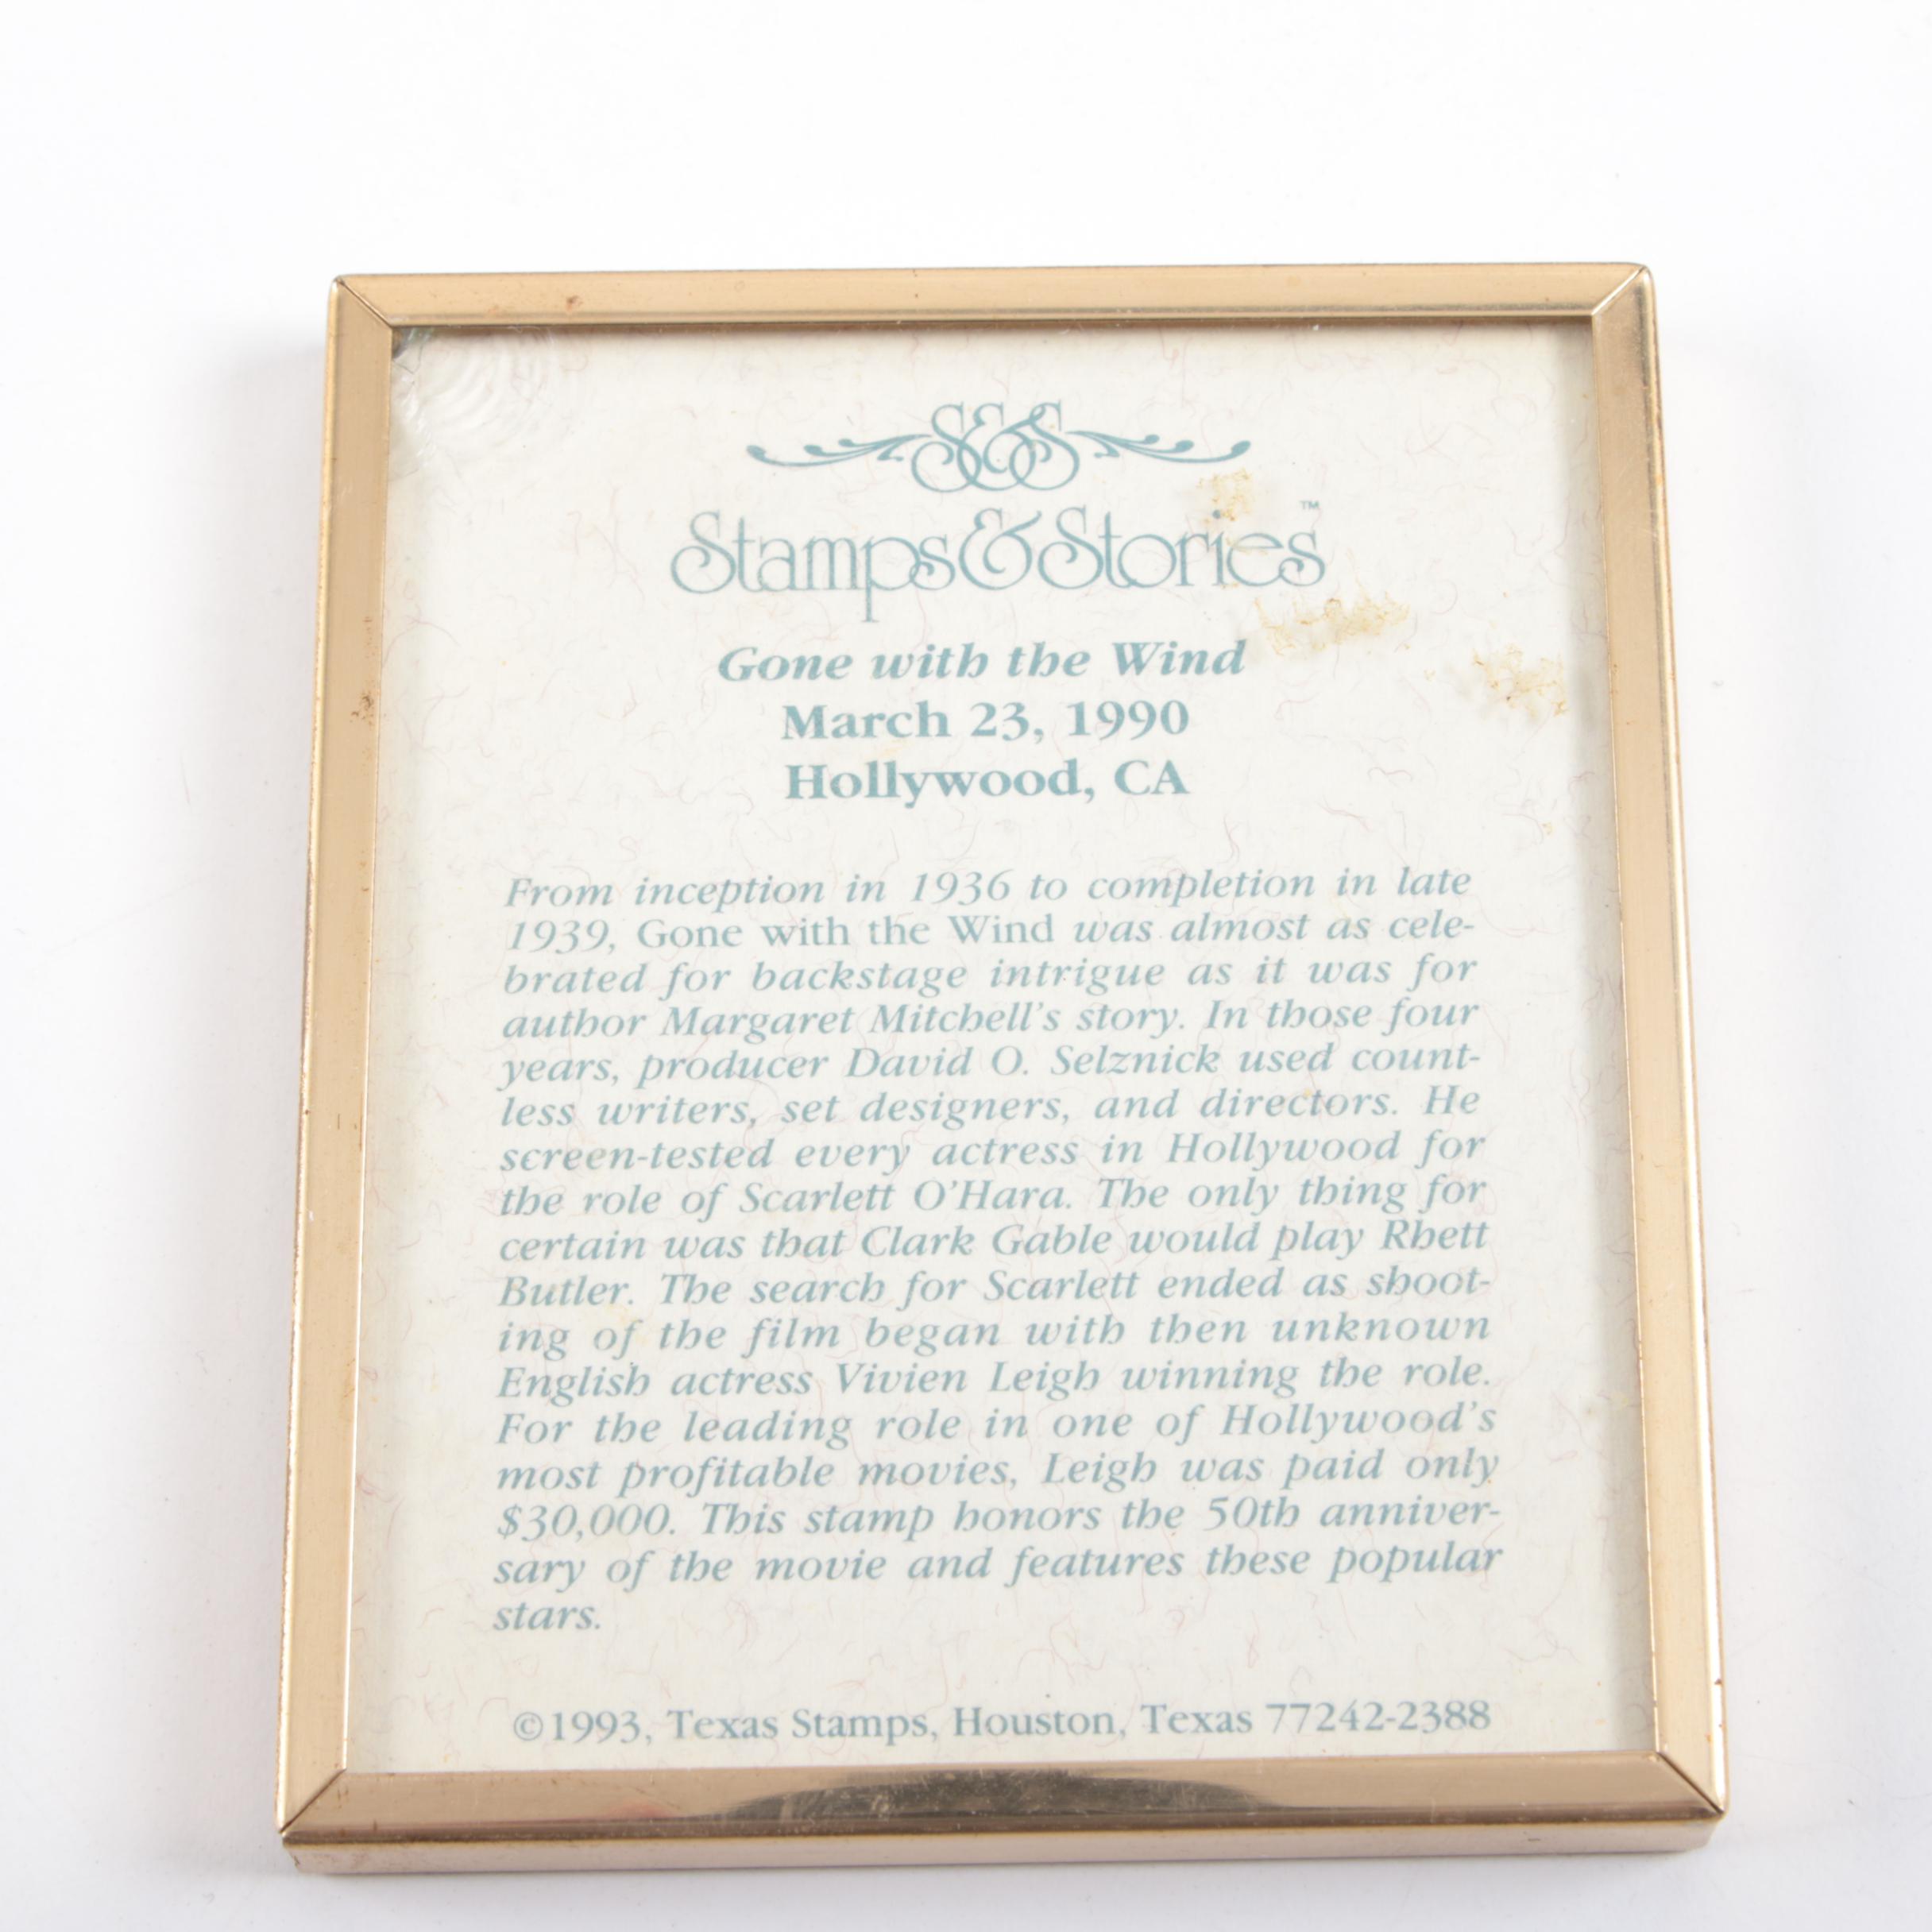 S&S
Stamps&Stories™
Gone with the Wind
March 23, 1990
Hollywood, CA
From inception in 1936 to completion in late
1939, Gone with the Wind was almost as cele-
brated for backstage intrigue as it was for
author Margaret Mitchell's story. In those four
years, producer David O. Selznick used count-
less writers, set designers, and directors. He
screen-tested every actress in Hollywood for
the role of Scarlett O'Hara. The only thing for
certain was that Clark Gable would play Rhett
Butler. The search for Scarlett ended as shoot-
ing of the film began with then unknown
English actress Vivien Leigh winning the role.
For the leading role in one of Hollywood's
most profitable movies, Leigh was paid only
$30,000. This stamp honors the 50th anniver-
sary of the movie and features these popular
stars.
©1993, Texas Stamps, Houston, Texas 77242-2388